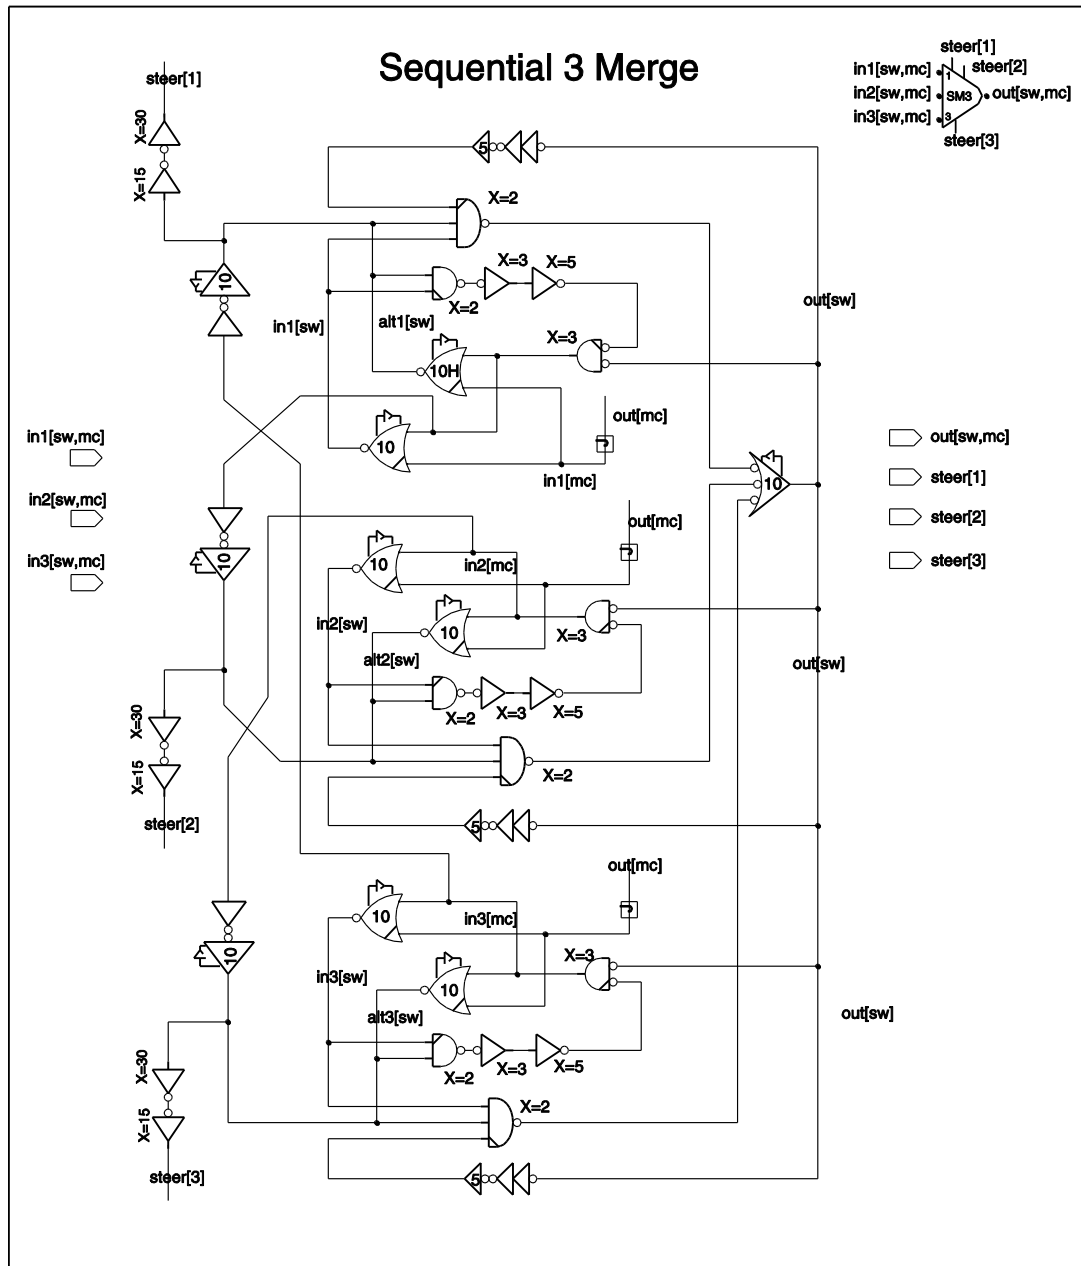 Sequential 3 Merge
steer[1]
steer[1]
steer[2]
in1[sw,mc]
1
in2[sw,mc]
SM3
out[sw,mc]
in3[sw,mc]
3
steer[3]
X=30
X=15
5
X=2
10
X=3
X=5
X=2
in1[sw]
alt1[sw]
out[sw]
X=3
10H
out[mc]
10
in1[mc]
in1[sw,mc]
out[sw,mc]
10
steer[1]
in2[sw,mc]
steer[2]
out[mc]
in3[sw,mc]
10
10
in2[mc]
steer[3]
in2[sw]
10
X=3
alt2[sw]
out[sw]
X=30
X=2
X=3
X=5
X=15
X=2
steer[2]
5
out[mc]
10
in3[mc]
10
X=3
in3[sw]
10
alt3[sw]
out[sw]
X=30
X=2
X=3
X=5
X=15
X=2
steer[3]
5